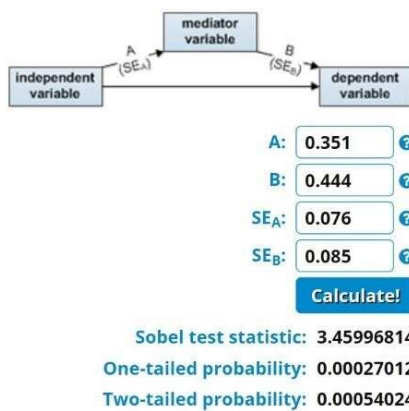 mediator
variable
A
(SEA)
B
(SEB)
independent
variable
dependent
variable
A: 0.351 ?
B: 0.444 ?
SEA: 0.076 ?
SEB: 0.085 ?
Calculate!
Sobel test statistic: 3.45996814
One-tailed probability: 0.00027012
Two-tailed probability: 0.00054024